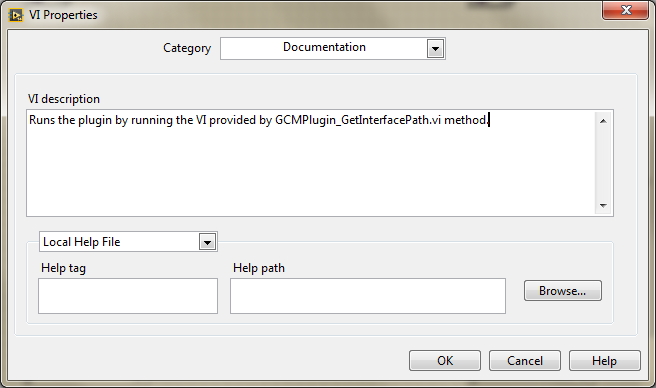 VI Properties
Category Documentation
VI description
Runs the plugin by running the VI provided by GCMPlugin_GetInterfacePath.vi method.
Local Help File
Help tag Help path
Browse...
OK Cancel Help